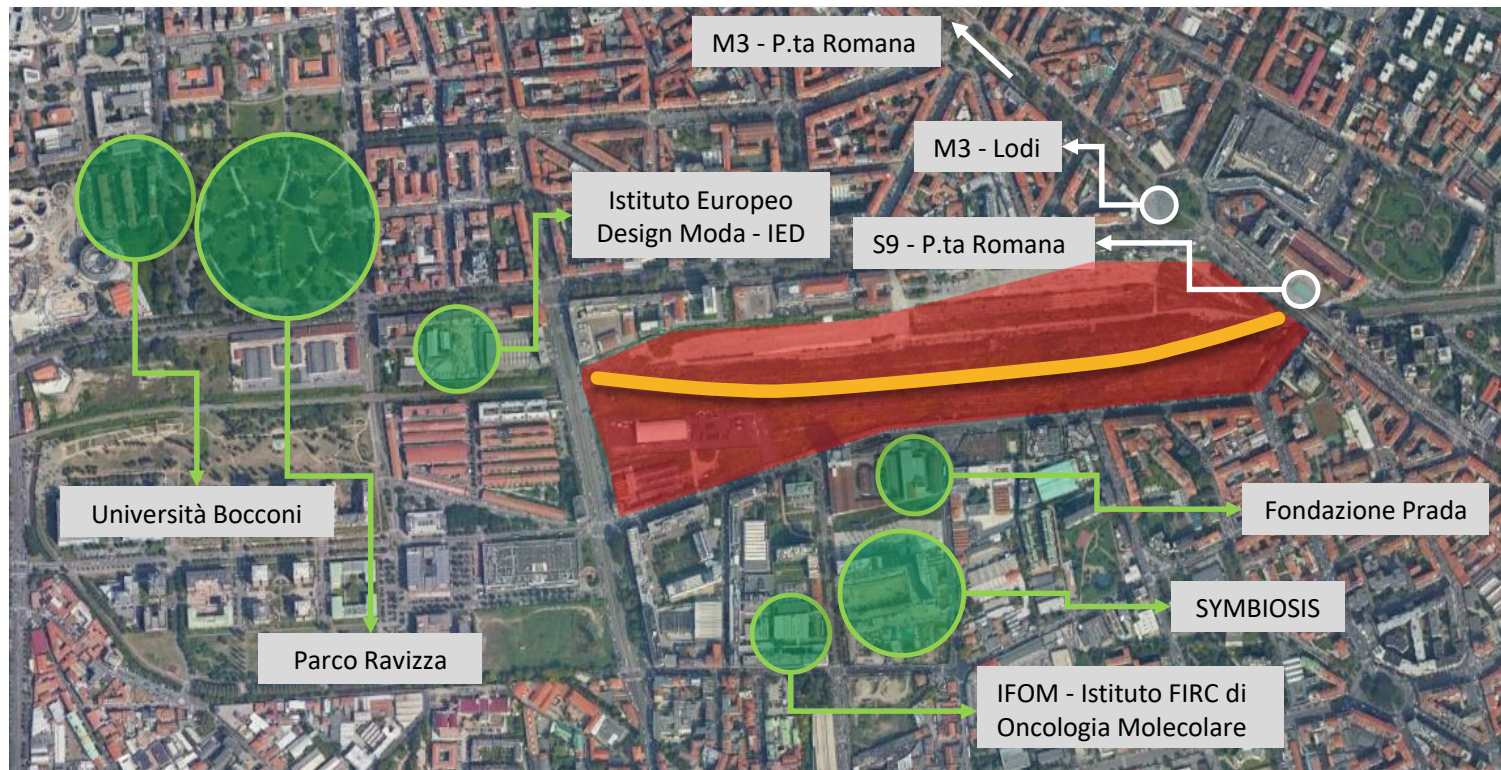 M3 - P.ta Romana
M3 - Lodi
Istituto Europeo
Design Moda - IED
S9 - P.ta Romana
Università Bocconi
Fondazione Prada
SYMBIOSIS
Parco Ravizza
IFOM - Istituto FIRC di
Oncologia Molecolare